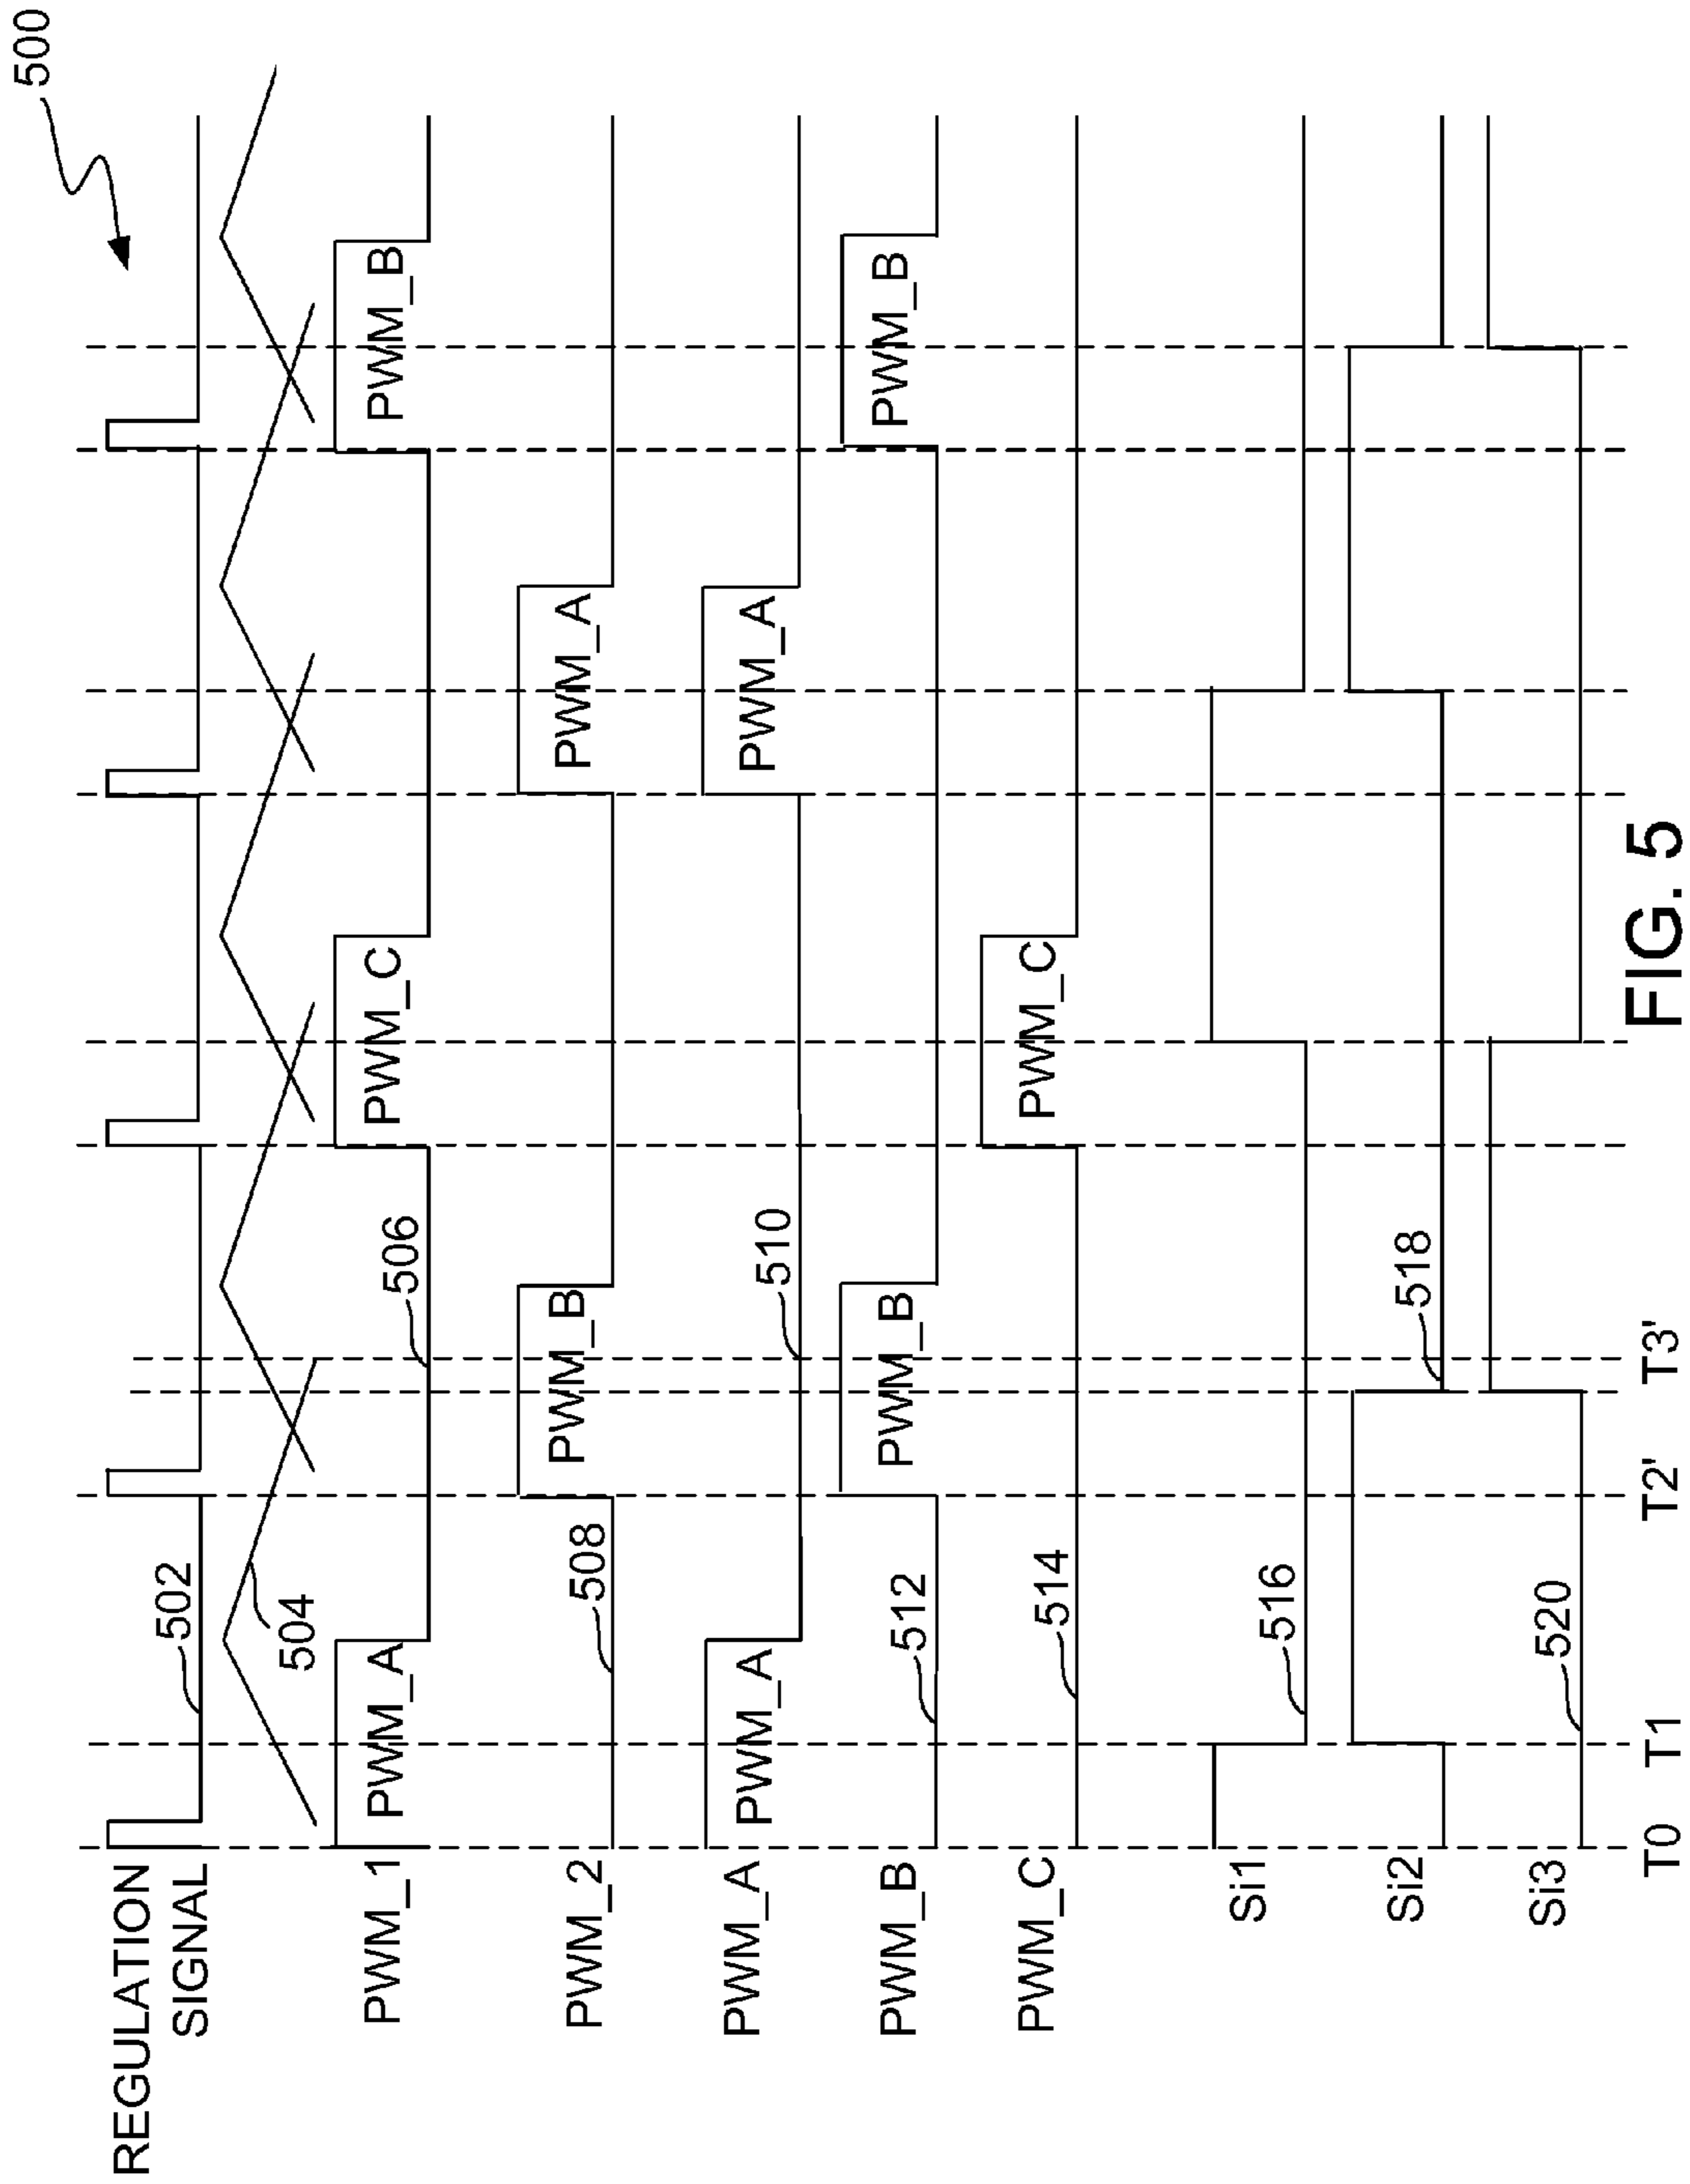 500
REGULATION
SIGNAL
502
504
PWM_1
PWM_A
PWM_C
PWM_B
506
PWM_2
508
PWM_B
PWM_A
PWM_A
PWM_A
510
PWM_A
PWM_B
512
PWM_B
PWM_B
PWM_C
514
PWM_C
Si1
516
Si2
518
Si3
520
T0
T1
T2'
T3'
FIG. 5